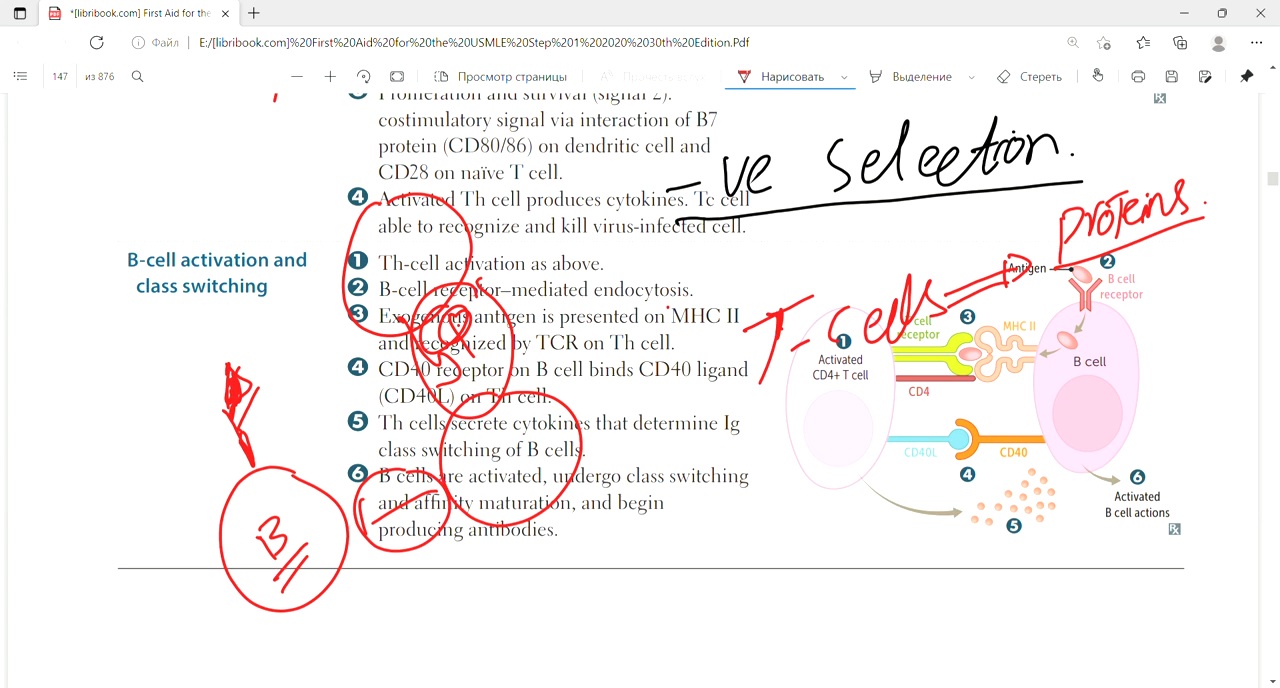 *[libribook.com] First Aid for the
Файл
E:/[libribook.com]%20First%20Aid%20for%20the%20USMLE%20Step%201%202020%2030th%20Edition.Pdf
147 из 876
Просмотр страницы
Нарисовать
Выделение
Стереть
Proliferation and survival (signal 2):
costimulatory signal via interaction of B7
protein (CD80/86) on dendritic cell and
CD28 on naïve T cell.
4 Activated Th cell produces cytokines. Tc cell
able to recognize and kill virus-infected cell.
-ve selection.
B-cell activation and
class switching
1 Th-cell activation as above.
2 B-cell receptor–mediated endocytosis.
3 Exogenous antigen is presented on MHC II
and recognized by TCR on Th cell.
4 CD40 receptor on B cell binds CD40 ligand
(CD40L) on Th cell.
5 Th cells secrete cytokines that determine Ig
class switching of B cells.
6 B cells are activated, undergo class switching
and affinity maturation, and begin
producing antibodies.
B
T-cells
Proteins.
Antigen
2
B cell
receptor
1
Activated
CD4+ T cell
cell
receptor
3
MHC II
B cell
CD4
CD40L
CD40
4
5
6
Activated
B cell actions
Rx
Rx